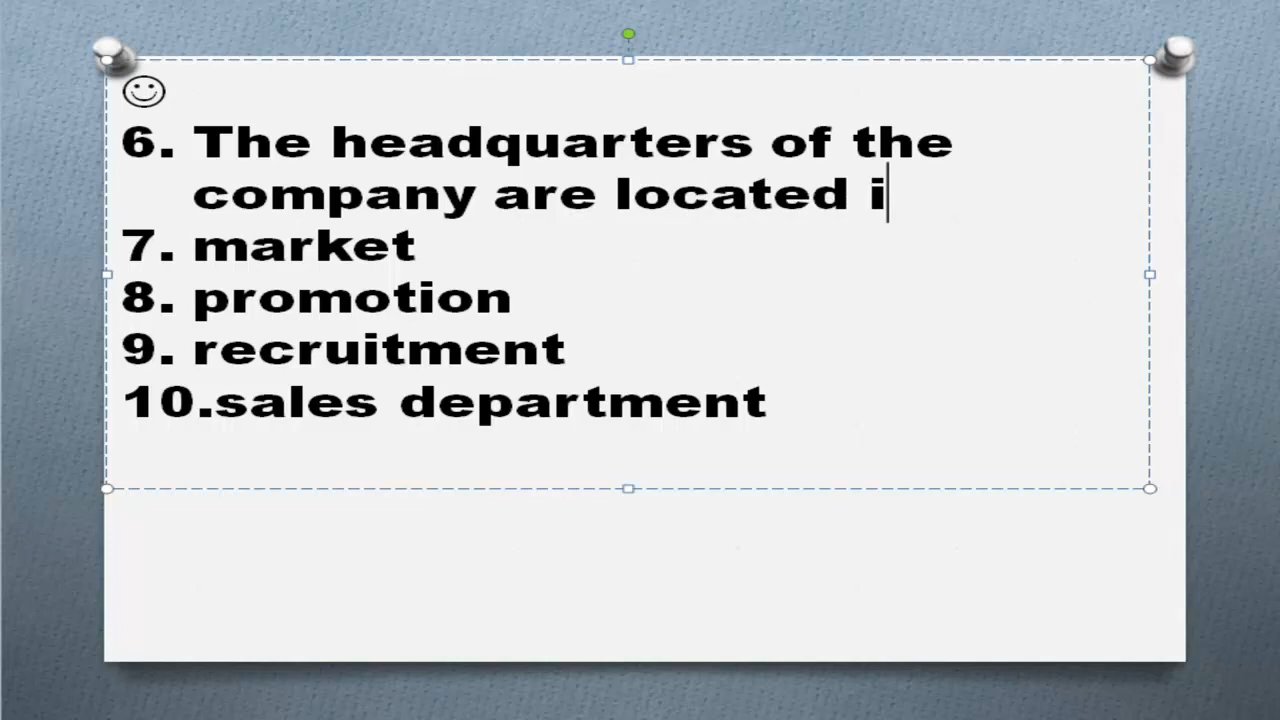 ☺
6. The headquarters of the
company are located i
7. market
8. promotion
9. recruitment
10.sales department